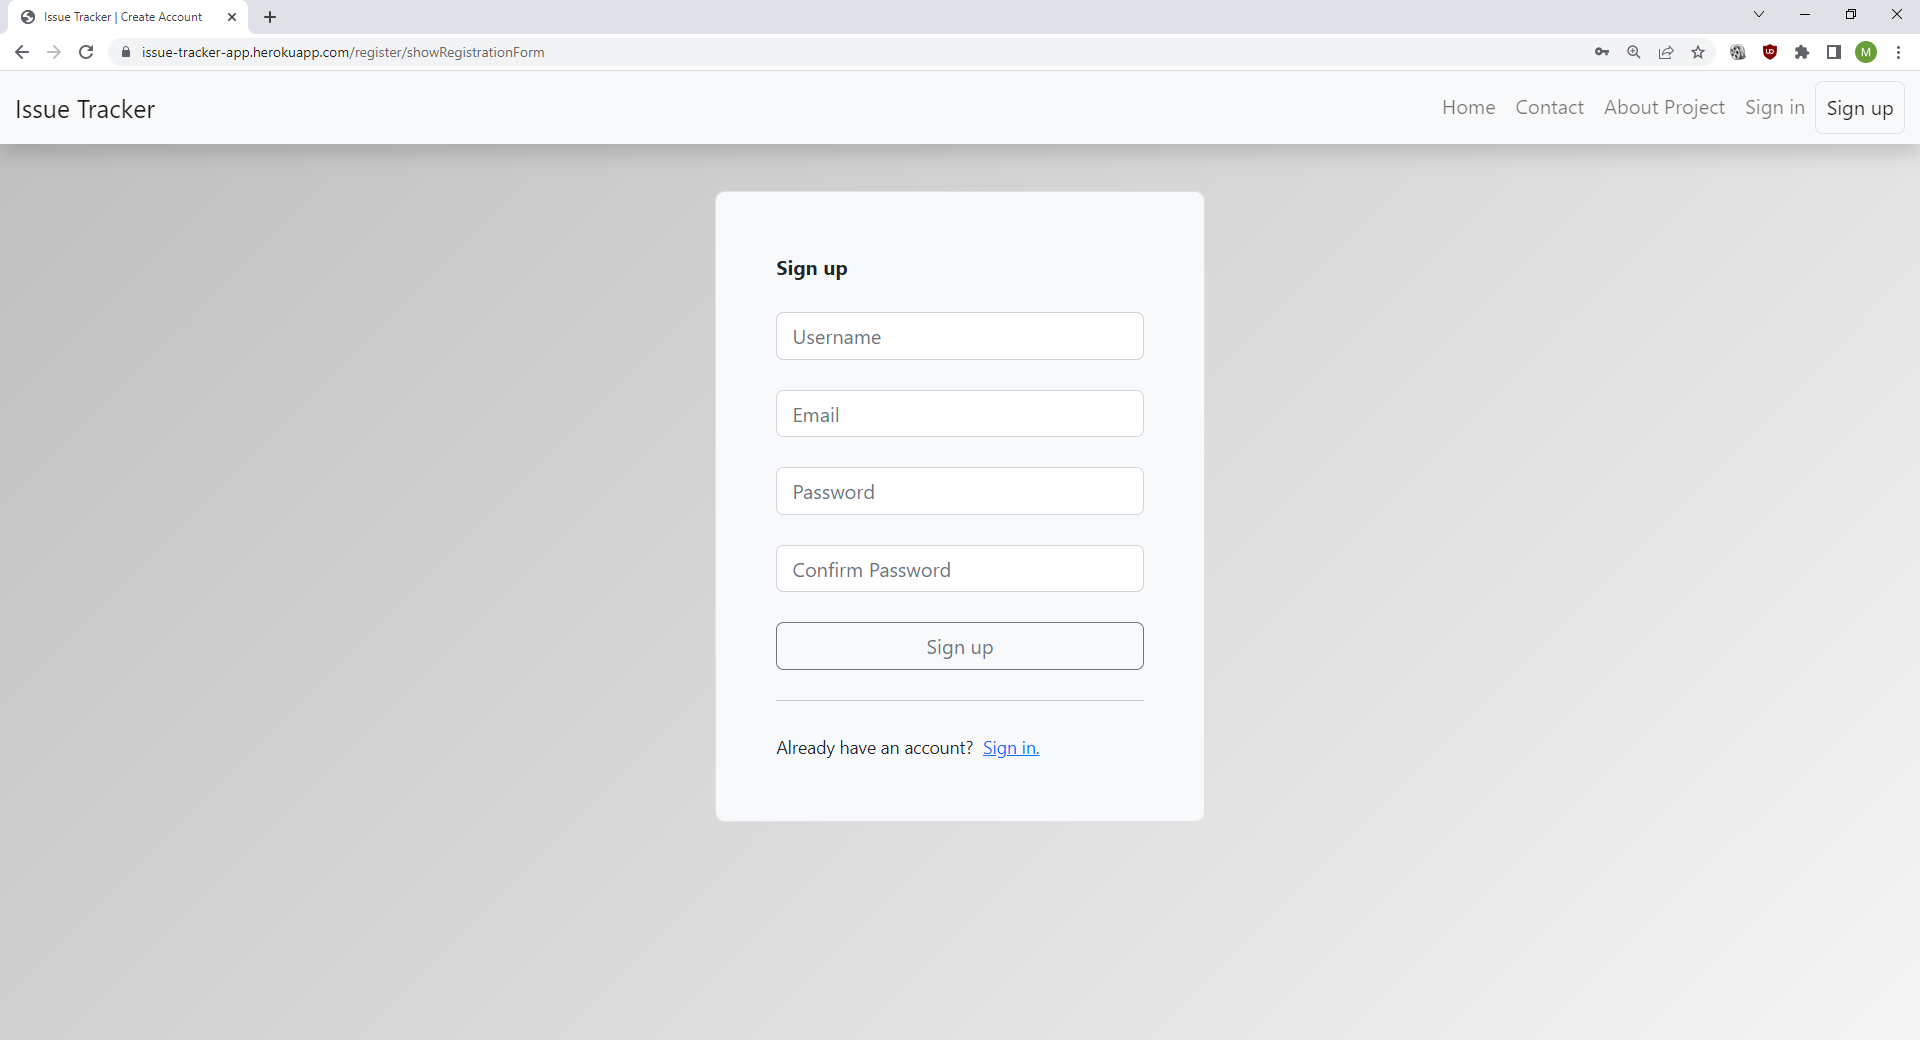 Issue Tracker | Create Account
issue-tracker-app.herokuapp.com/register/showRegistrationForm
M
Issue Tracker
Home Contact About Project Sign in Sign up
Sign up
Username
Email
Password
Confirm Password
Sign up
Already have an account? Sign in.